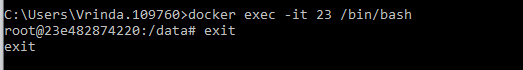 C:\Users\Vrinda.109760>docker exec -it 23 /bin/bash
root@23e482874220:/data# exit
exit